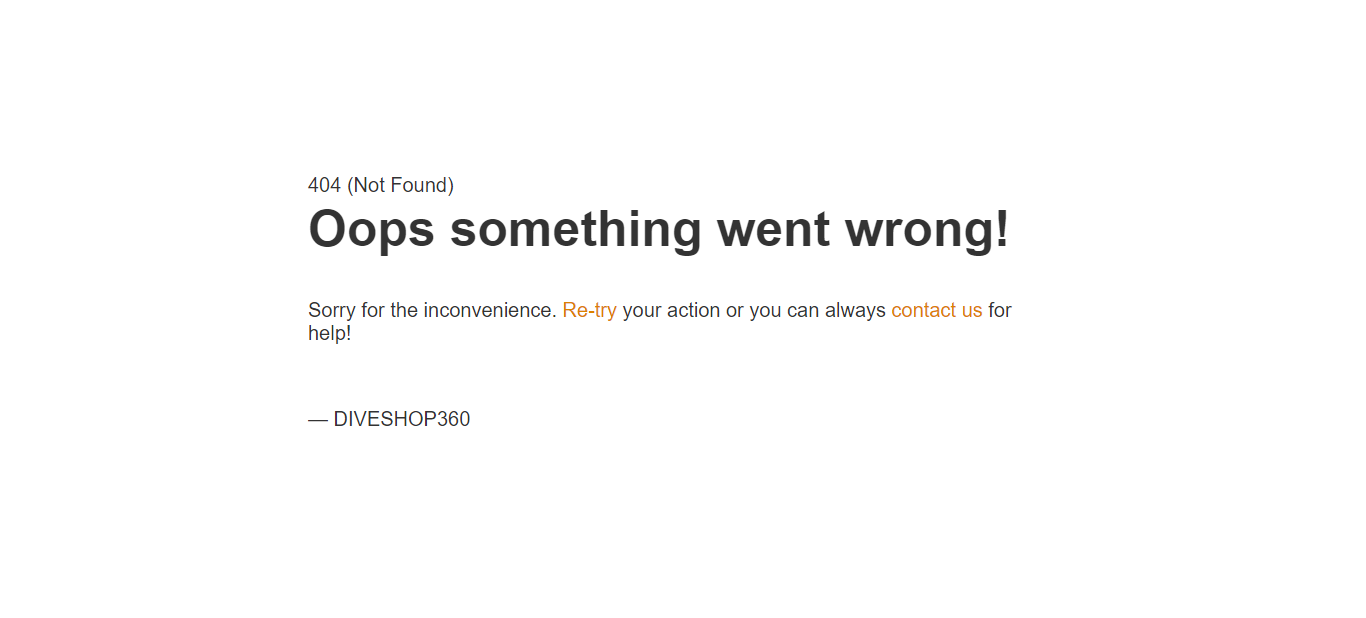 404 (Not Found)
Oops something went wrong!
Sorry for the inconvenience. Re-try your action or you can always contact us for
help!
— DIVESHOP360